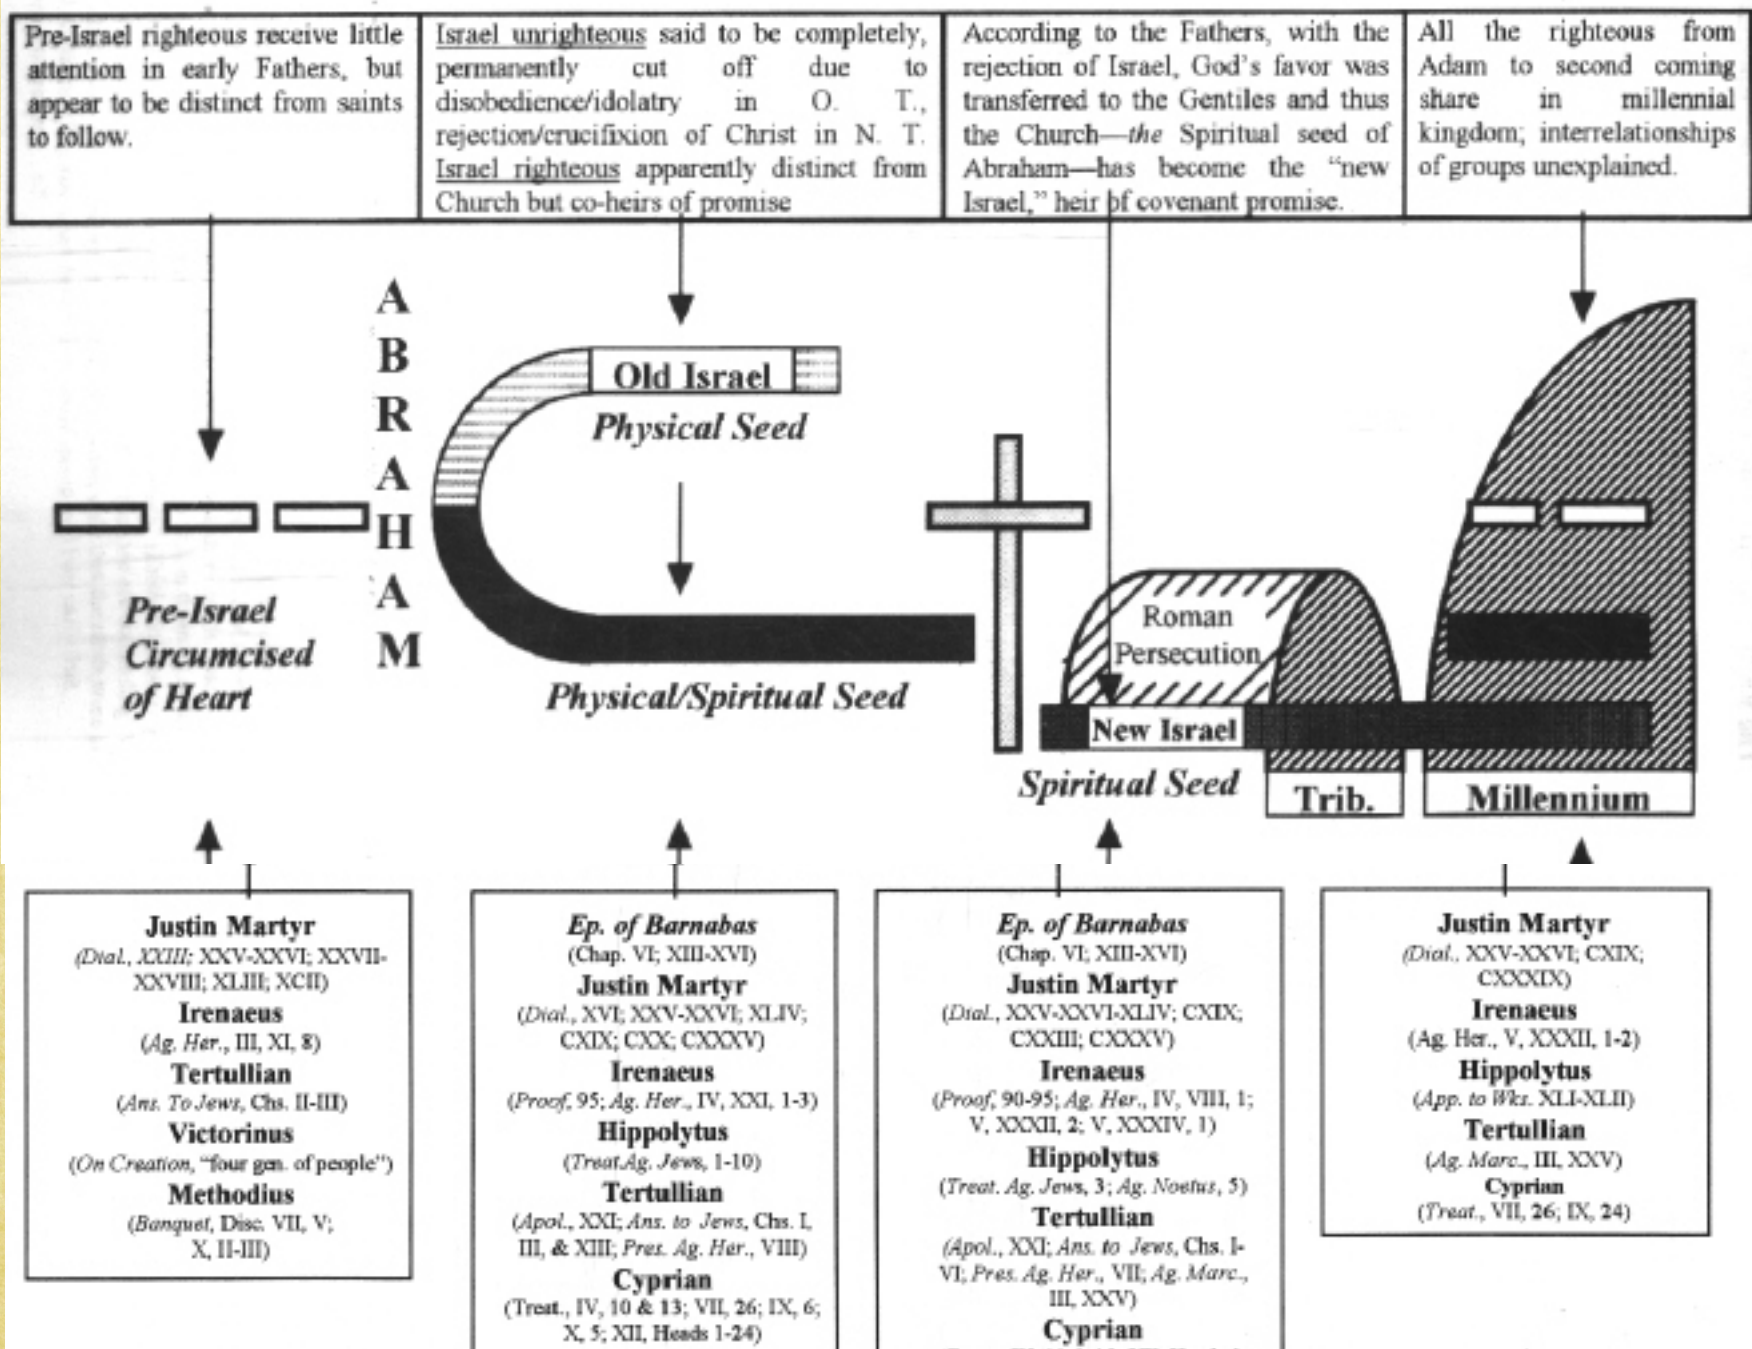 Pre-Israel righteous receive little
attention in early Fathers, but
appear to be distinct from saints
to follow.
Israel unrighteous said to be completely,
permanently cut off due to
disobedience/idolatry in O. T.,
rejection/crucifixion of Christ in N. T.
Israel righteous apparently distinct from
Church but co-heirs of promise
According to the Fathers, with the
rejection of Israel, God's favor was
transferred to the Gentiles and thus
the Church—the Spiritual seed of
Abraham—has become the "new
Israel," heir of covenant promise.
All the righteous from
Adam to second coming
share in millennial
kingdom; interrelationships
of groups unexplained.
A
B
R
A
H
A
M
Old Israel
Physical Seed
Pre-Israel
Circumcised
of Heart
Physical/Spiritual Seed
Roman
Persecution
New Israel
Spiritual Seed
Trib.
Millennium
Justin Martyr
(Dial., XXIII; XXV-XXVI; XXVII-
XXVIII; XLIII; XCII)
Irenaeus
(Ag. Her., III, XI, 8)
Tertullian
(Ans. To Jews, Chs. II-III)
Victorinus
(On Creation, "four gen. of people")
Methodius
(Banquet, Disc. VII, V;
X, II-III)
Ep. of Barnabas
(Chap. VI; XIII-XVI)
Justin Martyr
(Dial., XVI; XXV-XXVI; XLIV;
CXIX; CXX; CXXXV)
Irenaeus
(Proof, 95; Ag. Her., IV, XXI, 1-3)
Hippolytus
(Treat.Ag. Jews, 1-10)
Tertullian
(Apol., XXI; Ans. to Jews, Chs. I,
III, & XIII; Pres. Ag. Her., VIII)
Cyprian
(Treat., IV, 10 & 13; VII, 26; IX, 6;
X, 5; XII, Heads 1-24)
Ep. of Barnabas
(Chap. VI; XIII-XVI)
Justin Martyr
(Dial., XXV-XXVI-XLIV; CXIX;
CXXIII; CXXXV)
Irenaeus
(Proof, 90-95; Ag. Her., IV, VIII, 1;
V, XXXII, 2; V, XXXIV, 1)
Hippolytus
(Treat. Ag. Jews, 3; Ag. Noetus, 5)
Tertullian
(Apol., XXI; Ans. to Jews, Chs. I-
VI; Pres. Ag. Her., VII; Ag. Marc.,
III, XXV)
Cyprian
Justin Martyr
(Dial., XXV-XXVI; CXIX;
CXXXIX)
Irenaeus
(Ag. Her., V, XXXII, 1-2)
Hippolytus
(App. to Wks. XLI-XLII)
Tertullian
(Ag. Marc., III, XXV)
Cyprian
(Treat., VII, 26; IX, 24)